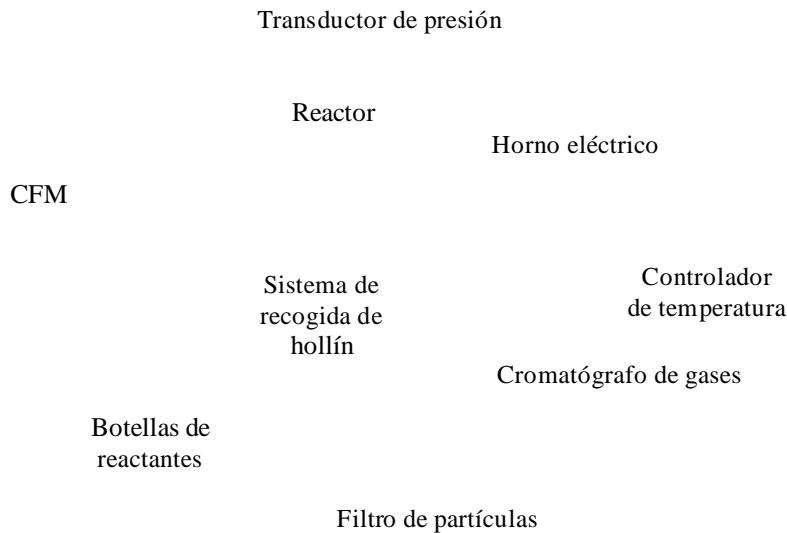 Transductor de presión
Reactor
Horno eléctrico
CFM
Sistema de
recogida de
hollín
Controlador
de temperatura
Cromatógrafo de gases
Botellas de
reactantes
Filtro de partículas